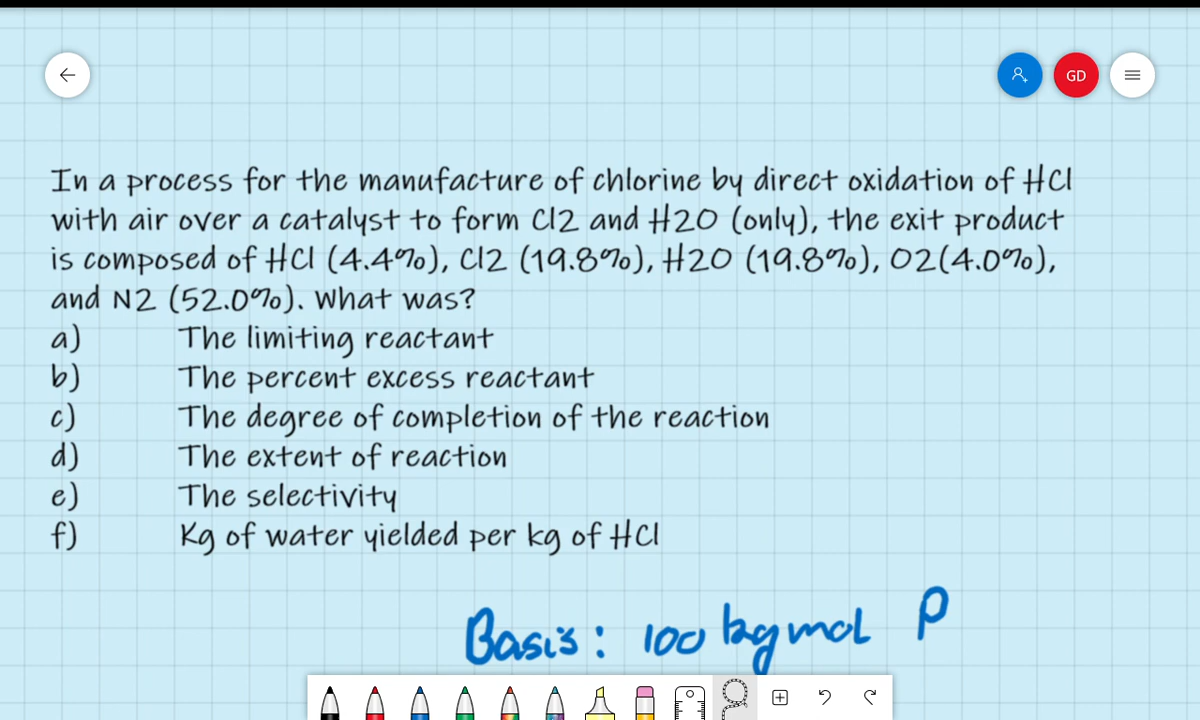 GD
In a process for the manufacture of chlorine by direct oxidation of HCl
with air over a catalyst to form Cl2 and H2O (only), the exit product
is composed of HCl (4.4%), Cl2 (19.8%), H2O (19.8%), O2(4.0%),
and N2 (52.0%). What was?
a) The limiting reactant
b) The percent excess reactant
c) The degree of completion of the reaction
d) The extent of reaction
e) The selectivity
f) Kg of water yielded per kg of HCl
Basis: 100 kg mol P